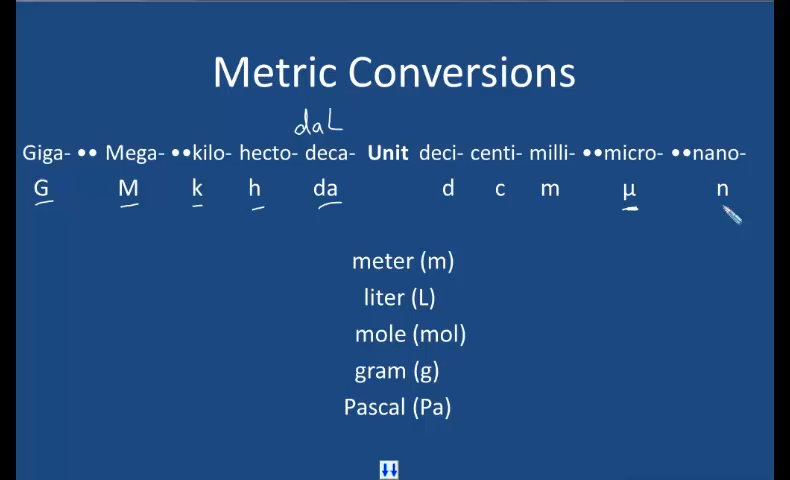 Metric Conversions
daL
Giga- •• Mega- ••kilo- hecto- deca- Unit deci- centi- milli- ••micro- ••nano-
G M k h da d c m µ n
meter (m)
liter (L)
mole (mol)
gram (g)
Pascal (Pa)